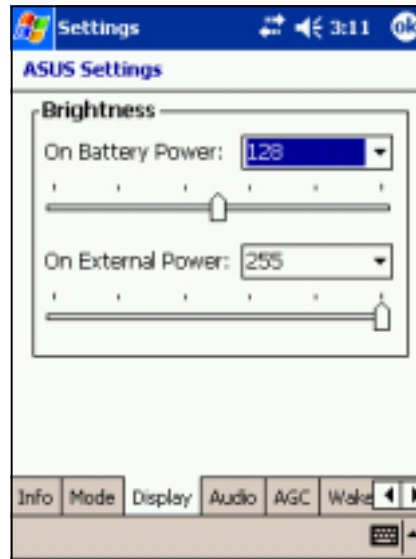 Settings 3:11 ok
ASUS Settings
Brightness
On Battery Power: 128
On External Power: 255
Info Mode Display Audio AGC Wake